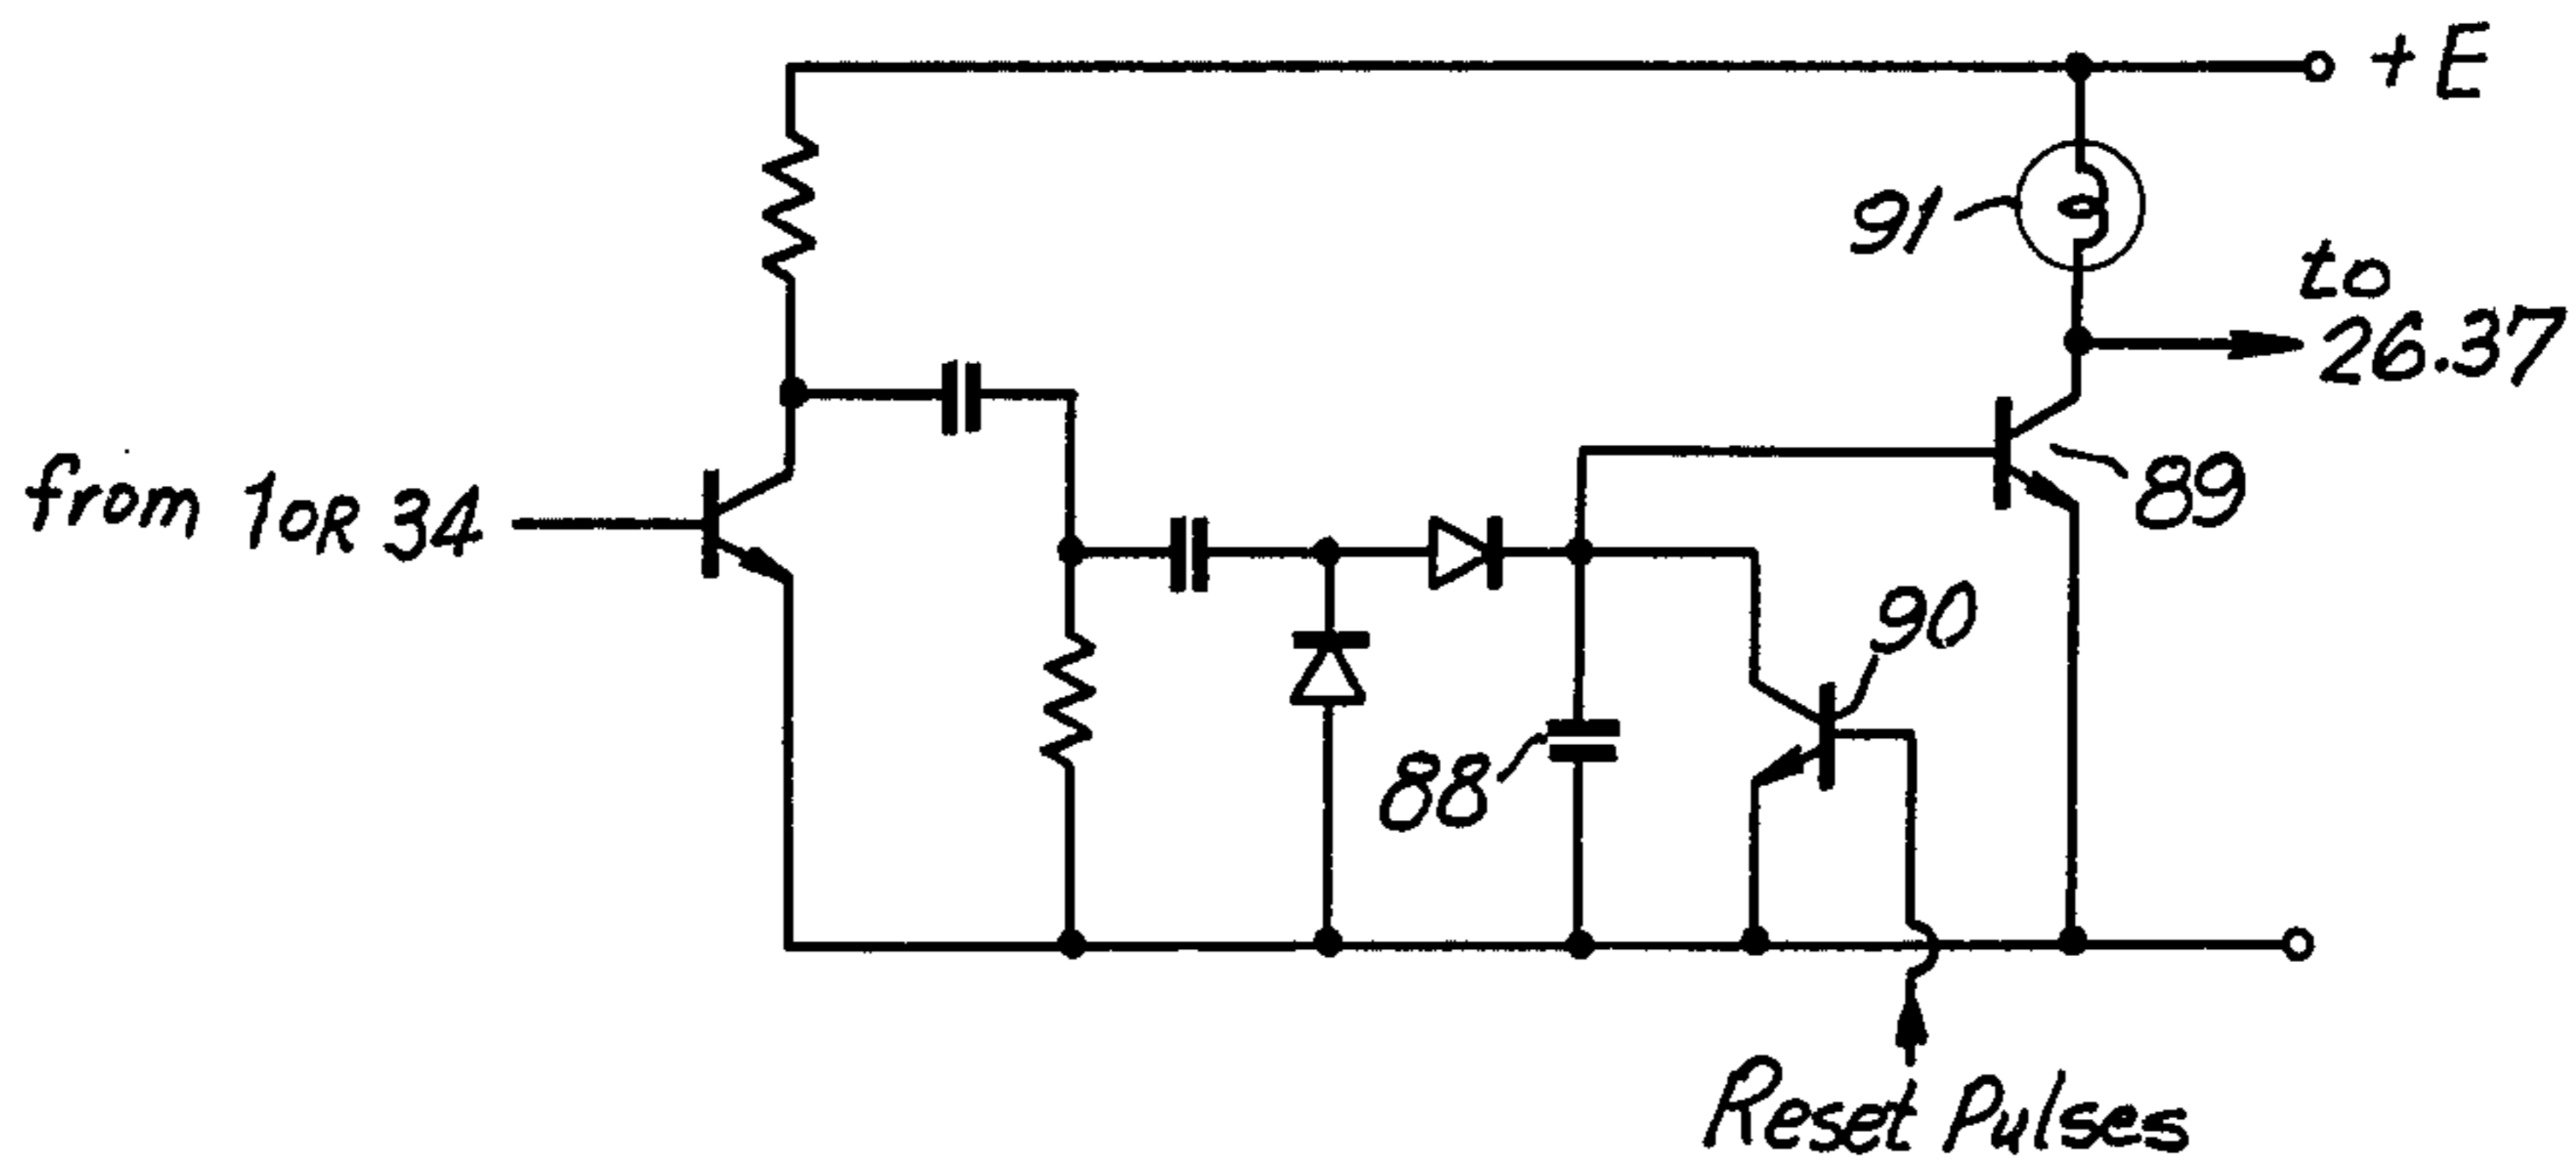 +E
91
to
26.37
from 1 OR 34
89
90
88
Reset Pulses